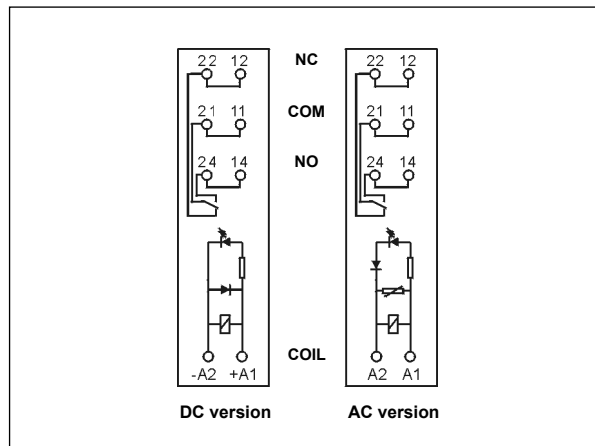 22 12 NC 22 12
21 11 COM 21 11
24 14 NO 24 14
-A2 +A1 COIL A2 A1
DC version AC version